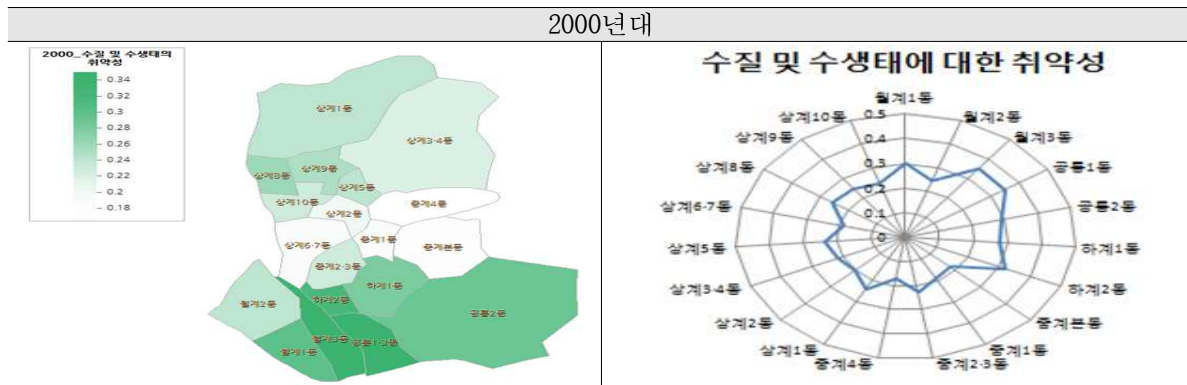 2000년대
2000_수질 및 수생태의
취약성
0.34
0.32
0.3
0.28
0.26
0.24
0.22
0.2
0.18
상계1동
상계3·4동
상계8동
상계9동
상계5동
상계10동
상계2동
중계4동
상계6·7동
중계1동
중계본동
중계2·3동
하계1동
하계2동
월계2동
공릉2동
월계3동
월계1동
공릉1·3동
수질 및 수생태에 대한 취약성
월계1동
월계2동
월계3동
공릉1동
공릉2동
하계1동
하계2동
중계본동
중계1동
중계2·3동
중계4동
상계1동
상계2동
상계3·4동
상계5동
상계6·7동
상계8동
상계9동
상계10동
0.5
0.4
0.3
0.2
0.1
0